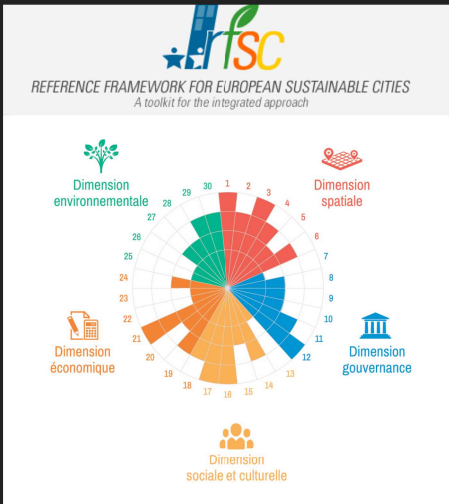 rfsc
REFERENCE FRAMEWORK FOR EUROPEAN SUSTAINABLE CITIES
A toolkit for the integrated approach
Dimension
environnementale
Dimension
spatiale
30
1
2
3
4
5
6
7
8
9
10
11
12
13
14
15
16
17
18
19
20
21
22
23
24
25
26
27
28
29
Dimension
économique
Dimension
gouvernance
Dimension
sociale et culturelle